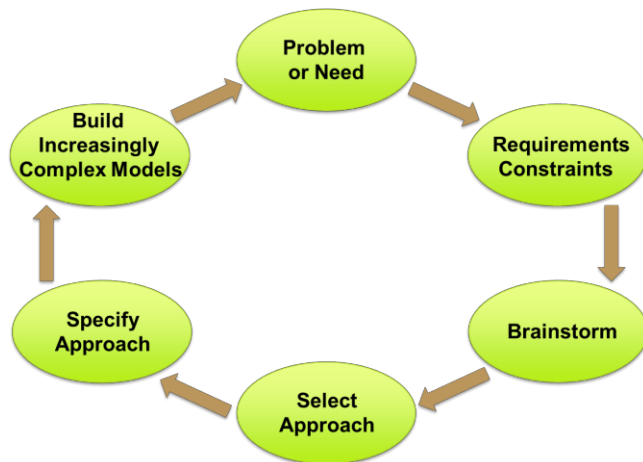 Problem
or Need
Requirements
Constraints
Brainstorm
Select
Approach
Specify
Approach
Build
Increasingly
Complex Models